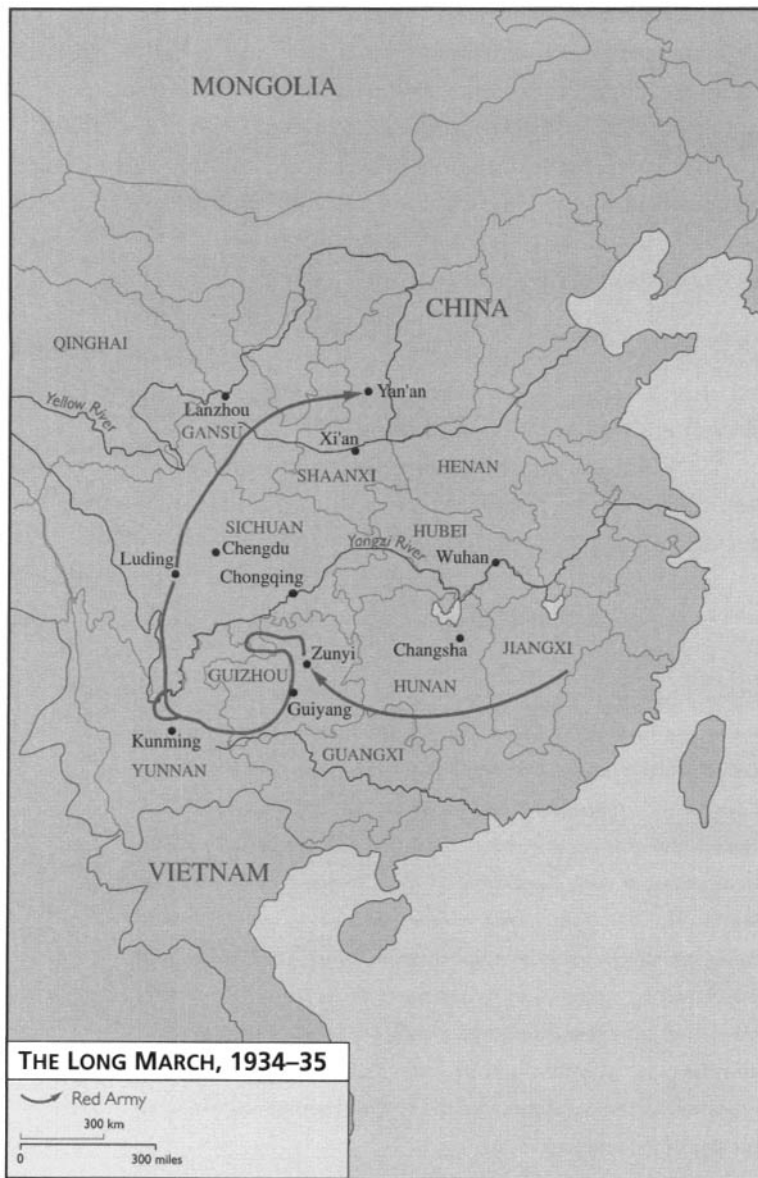 MONGOLIA
CHINA
QINGHAI
Yellow River
Lanzhou
GANSU
Yan'an
Xi'an
SHAANXI
HENAN
SICHUAN
HUBEI
Yongzi River
Wuhan
Luding
Chengdu
Chongqing
Zunyi
Changsha
JIANGXI
GUIZHOU
HUNAN
Guiyang
Kunming
GUANGXI
YUNNAN
VIETNAM
THE LONG MARCH, 1934–35
Red Army
300 km
0
300 miles